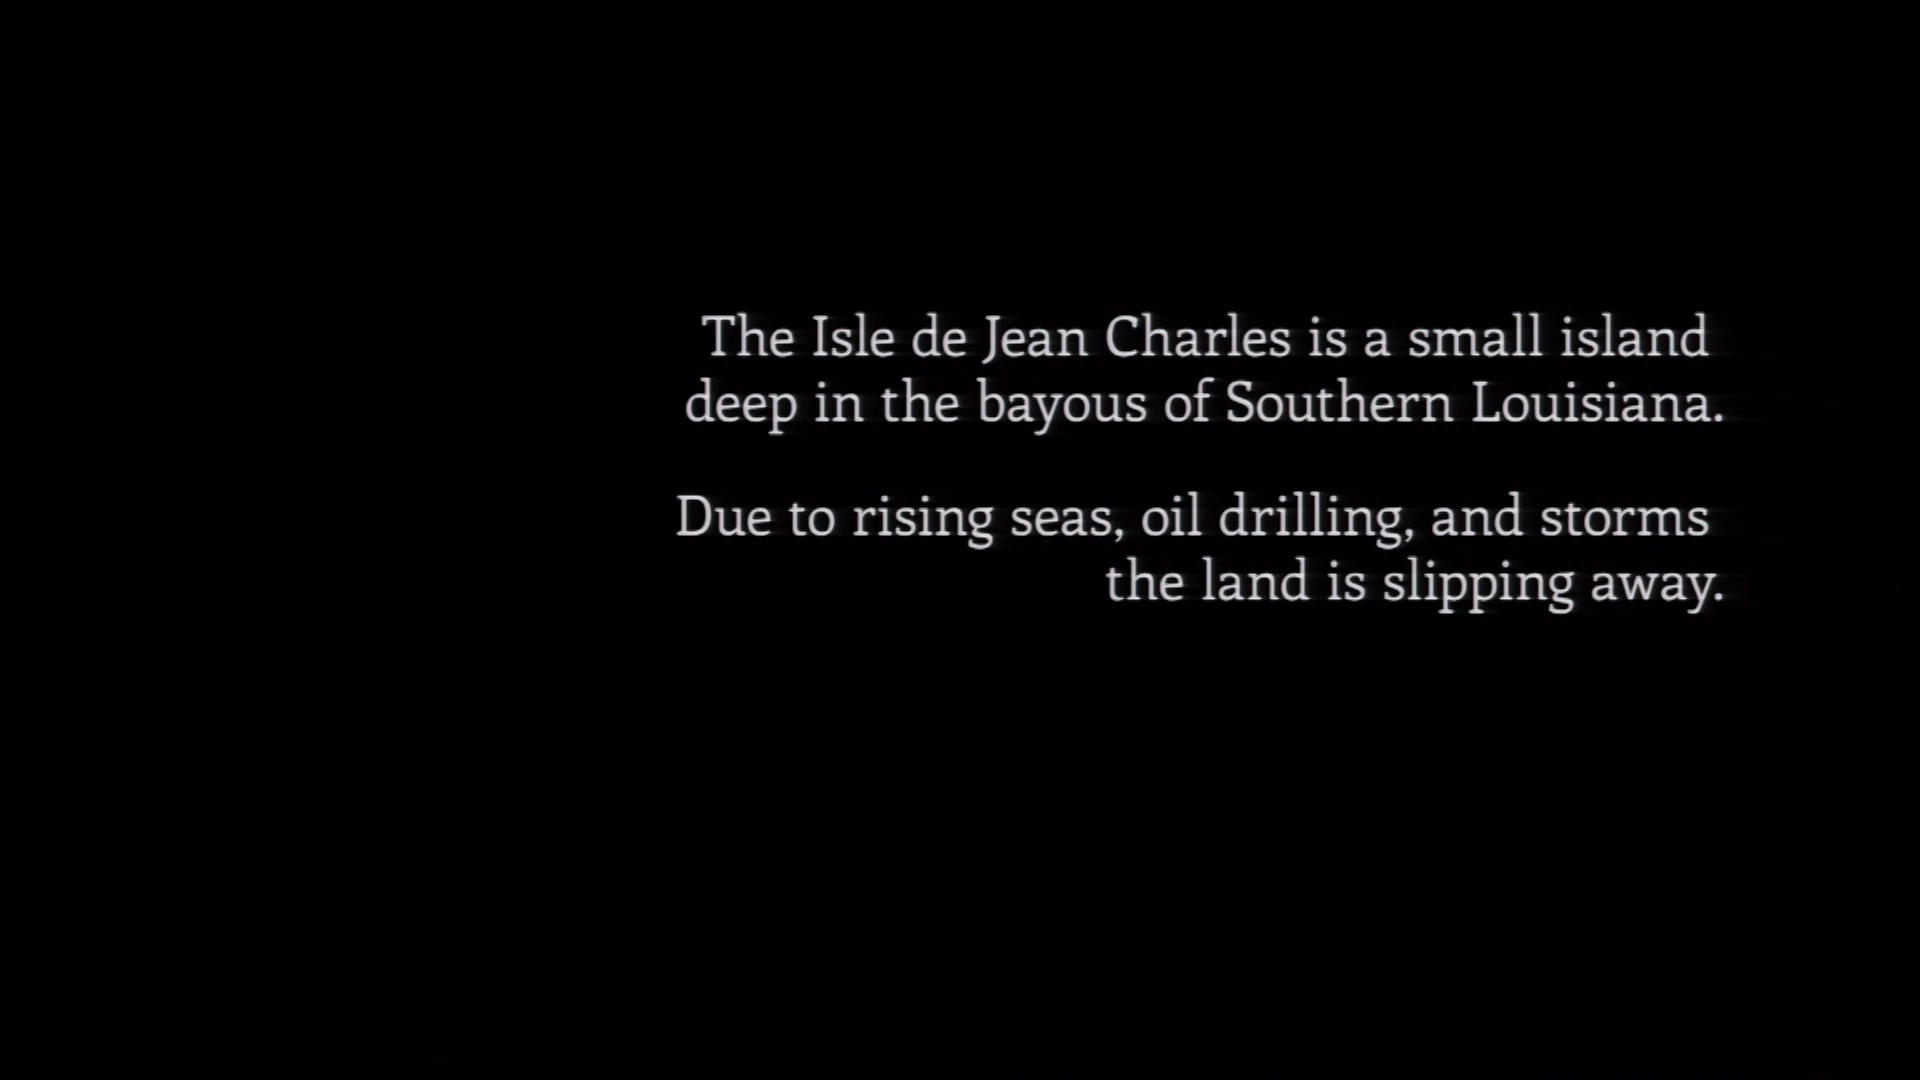 The Isle de Jean Charles is a small island
deep in the bayous of Southern Louisiana.
Due to rising seas, oil drilling, and storms
the land is slipping away.